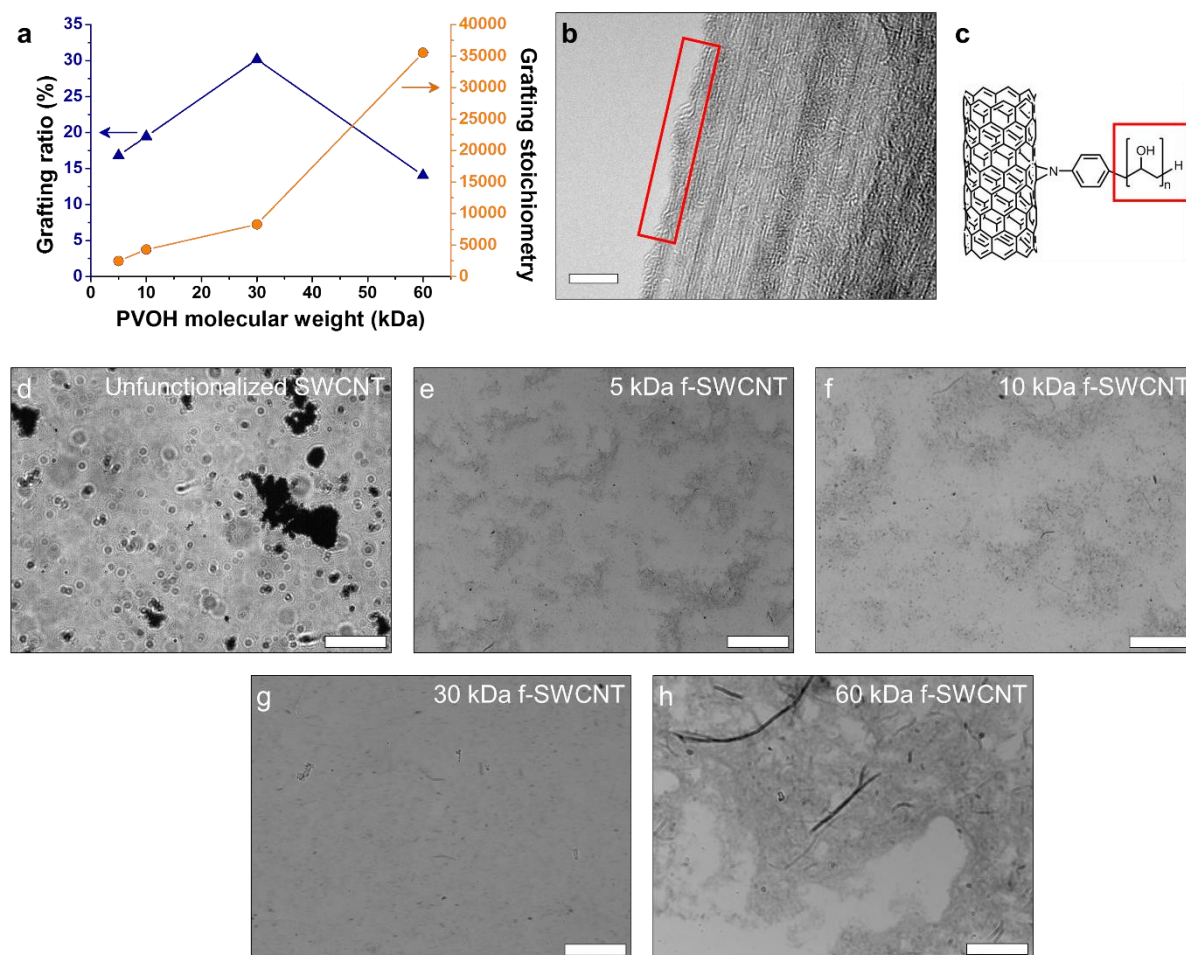 a
Grafting ratio (%)
35
30
25
20
15
10
5
0
0
10
20
30
40
50
60
PVOH molecular weight (kDa)
40000
35000
30000
25000
20000
15000
10000
5000
0
Grafting stoichiometry
b
c
OH
N
H
n
d
Unfunctionalized SWCNT
e
5 kDa f-SWCNT
f
10 kDa f-SWCNT
g
30 kDa f-SWCNT
h
60 kDa f-SWCNT